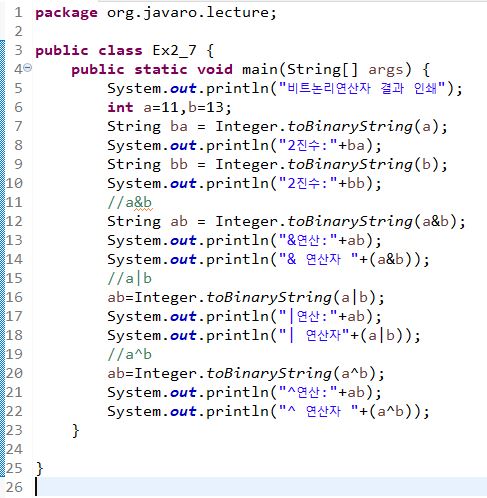 1 package org.javaro.lecture;
2
3 public class Ex2_7 {
4     public static void main(String[] args) {
5         System.out.println("비트논리연산자 결과 인쇄");
6         int a=11,b=13;
7         String ba = Integer.toBinaryString(a);
8         System.out.println("2진수:"+ba);
9         String bb = Integer.toBinaryString(b);
10         System.out.println("2진수:"+bb);
11         //a&b
12         String ab = Integer.toBinaryString(a&b);
13         System.out.println("&연산:"+ab);
14         System.out.println("& 연산자 "+(a&b));
15         //a|b
16         ab=Integer.toBinaryString(a|b);
17         System.out.println("|연산:"+ab);
18         System.out.println("| 연산자"+(a|b));
19         //a^b
20         ab=Integer.toBinaryString(a^b);
21         System.out.println("^연산:"+ab);
22         System.out.println("^ 연산자 "+(a^b));
23     }
24
25 }
26